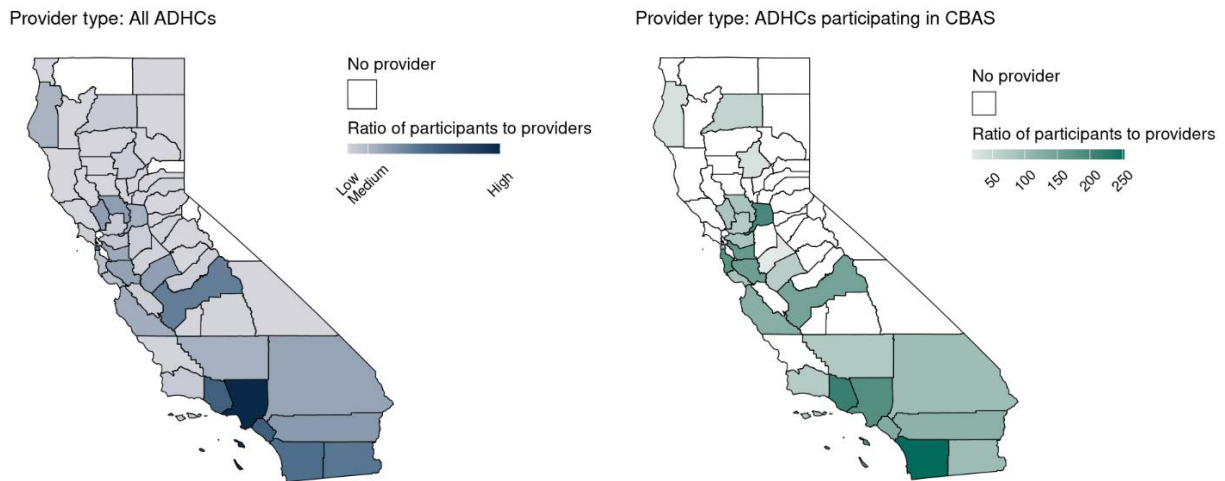 Provider type: All ADHCs
No provider
Ratio of participants to providers
Low
Medium
High
Provider type: ADHCs participating in CBAS
No provider
Ratio of participants to providers
50
100
150
200
250